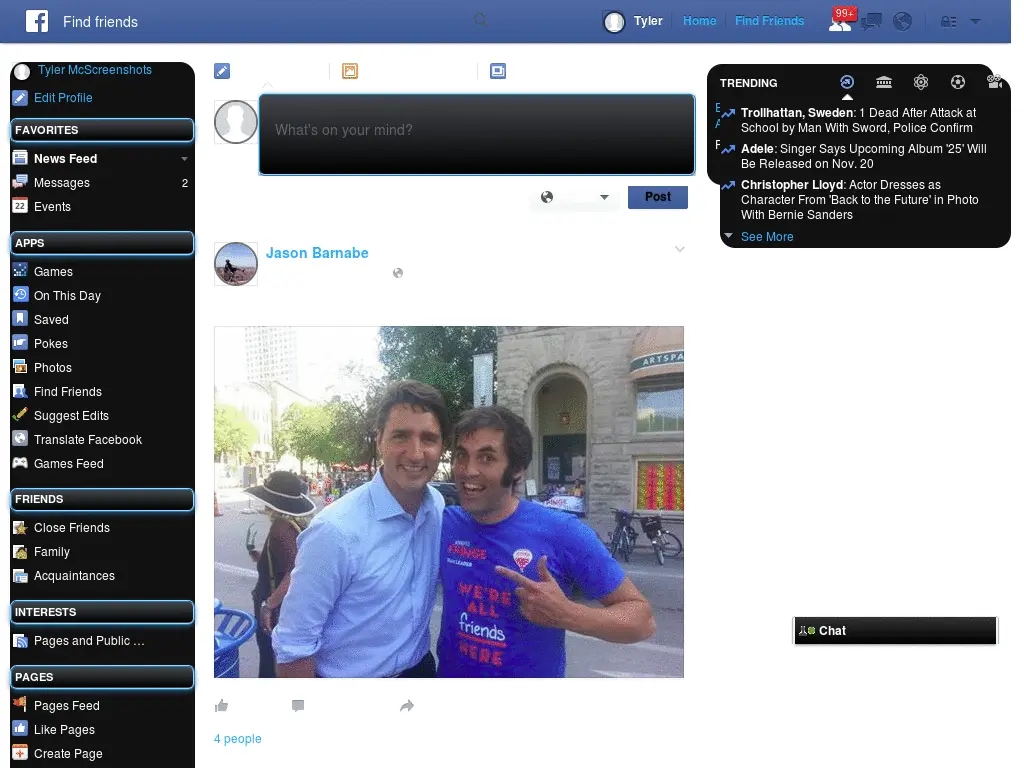 Find friends
Tyler
Home
Find Friends
99+
Tyler McScreenshots
Edit Profile
FAVORITES
News Feed
Messages
2
22
Events
APPS
Games
On This Day
Saved
Pokes
Photos
Find Friends
Suggest Edits
Translate Facebook
Games Feed
FRIENDS
Close Friends
Family
Acquaintances
INTERESTS
Pages and Public ...
PAGES
Pages Feed
Like Pages
Create Page
What's on your mind?
Post
Jason Barnabe
ARTSPA
FRINGE
WE'RE
ALL
friends
HERE
4 people
TRENDING
Trollhattan, Sweden: 1 Dead After Attack at
School by Man With Sword, Police Confirm
Adele: Singer Says Upcoming Album '25' Will
Be Released on Nov. 20
Christopher Lloyd: Actor Dresses as
Character From 'Back to the Future' in Photo
With Bernie Sanders
See More
Chat